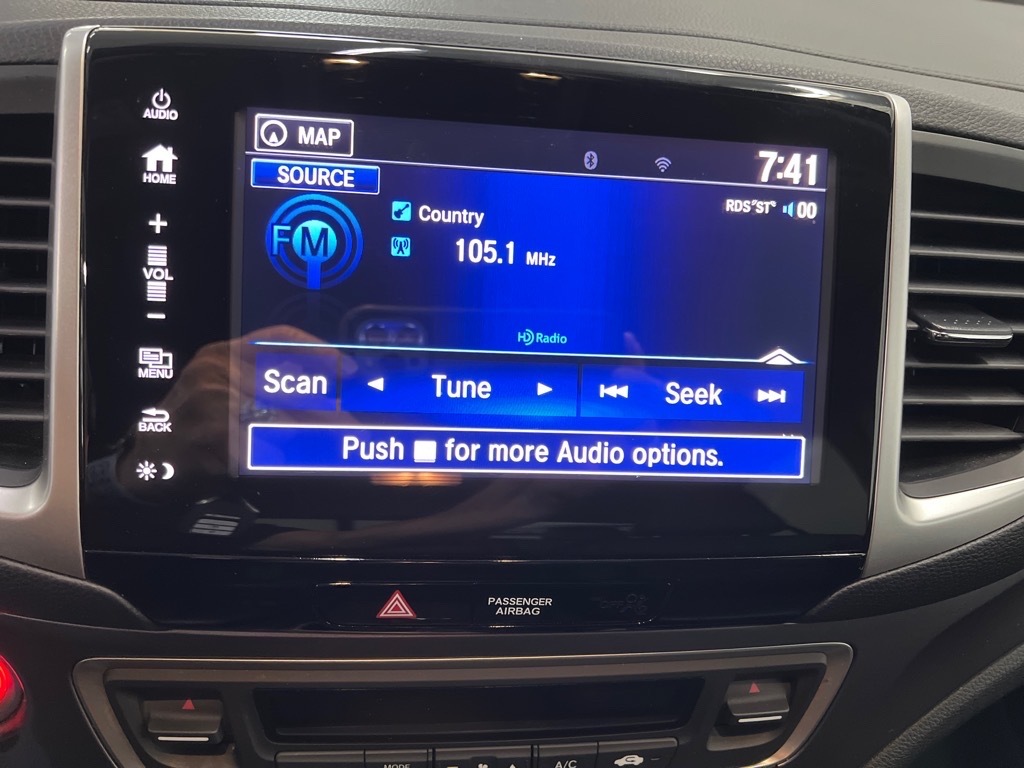 AUDIO
HOME
+
VOL
-
MENU
BACK
MAP
7:41
SOURCE
RDS "ST" 00
FM
Country
105.1 MHz
HD Radio
Scan Tune Seek
Push for more Audio options.
PASSENGER
AIRBAG
MODE
A/C